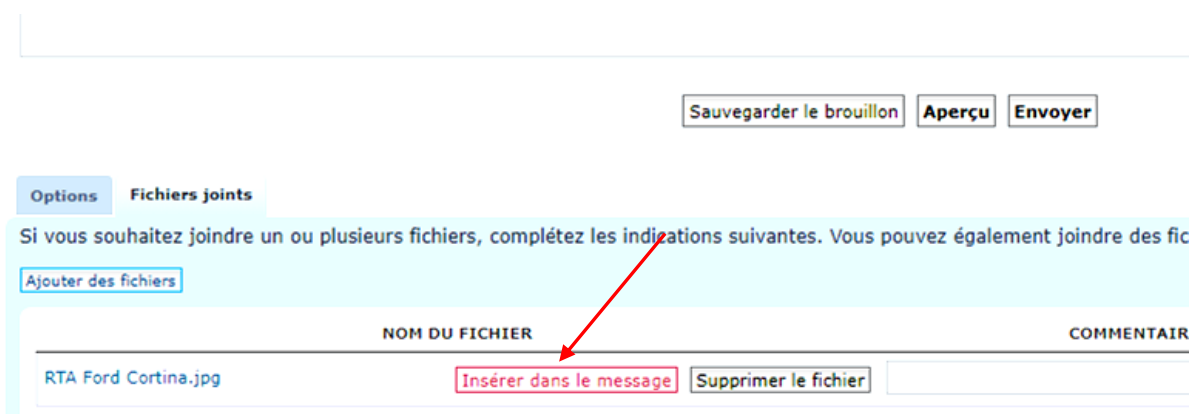 Sauvegarder le brouillon Aperçu Envoyer
Options Fichiers joints
Si vous souhaitez joindre un ou plusieurs fichiers, complétez les indications suivantes. Vous pouvez également joindre des fic
Ajouter des fichiers
NOM DU FICHIER COMMENTAIR
RTA Ford Cortina.jpg Insérer dans le message Supprimer le fichier